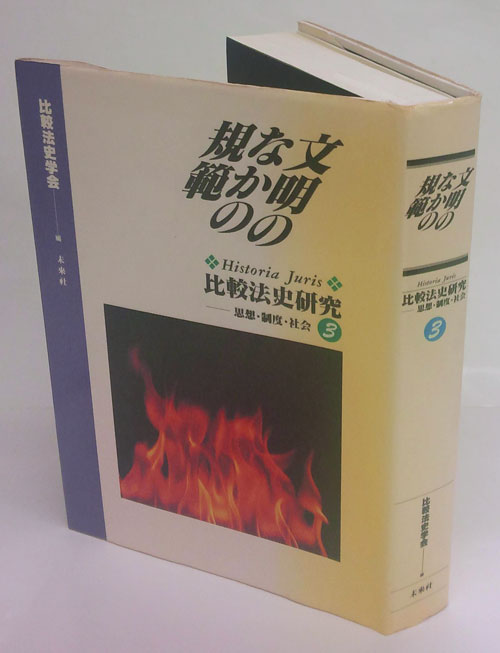 文明の
なかの
規範
Historia Juris
比較法史研究
思想・制度・社会
3
比較法史学会
編
未來社
文明の
なかの
規範
Historia Juris
比較法史研究
思想・制度・社会
3
比較法史学会
編
未來社